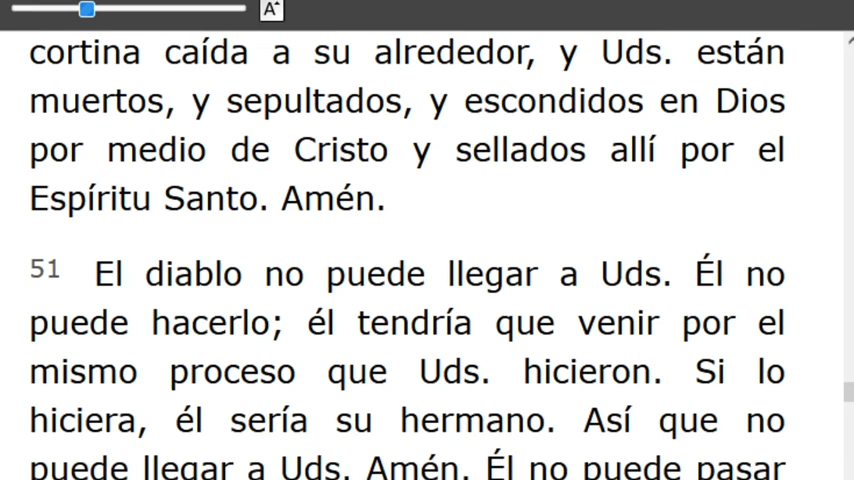 A
cortina caída a su alrededor, y Uds. están
muertos, y sepultados, y escondidos en Dios
por medio de Cristo y sellados allí por el
Espíritu Santo. Amén.
51 El diablo no puede llegar a Uds. Él no
puede hacerlo; él tendría que venir por el
mismo proceso que Uds. hicieron. Si lo
hiciera, él sería su hermano. Así que no
puede llegar a Uds. Amén. Él no puede pasar